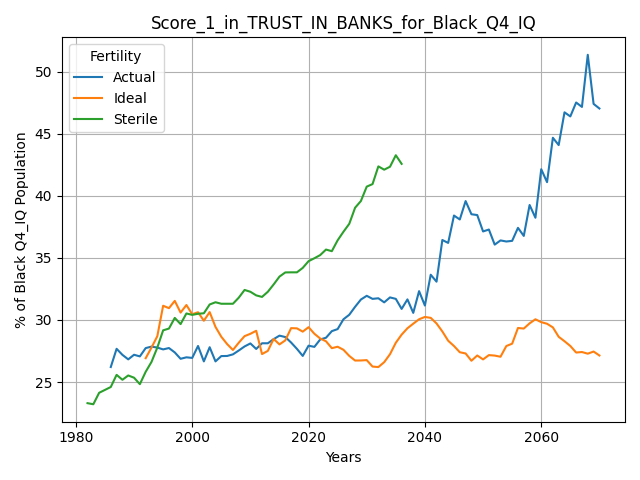 Score_1_in_TRUST_IN_BANKS_for_Black_Q4_IQ
Fertility
Actual
Ideal
Sterile
% of Black Q4_IQ Population
50
45
40
35
30
25
1980
2000
2020
2040
2060
Years